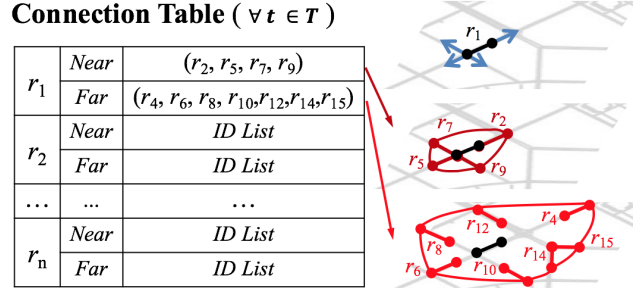 Connection Table ( ∀ t ∈ T )
r1 Near (r2, r5, r7, r9)
Far (r4, r6, r8, r10,r12,r14,r15)
r2 Near ID List
Far ID List
... ... ...
rn Near ID List
Far ID List
r1
r7 r2
r5 r9
r12 r4
r8 r14 r15
r6 r10